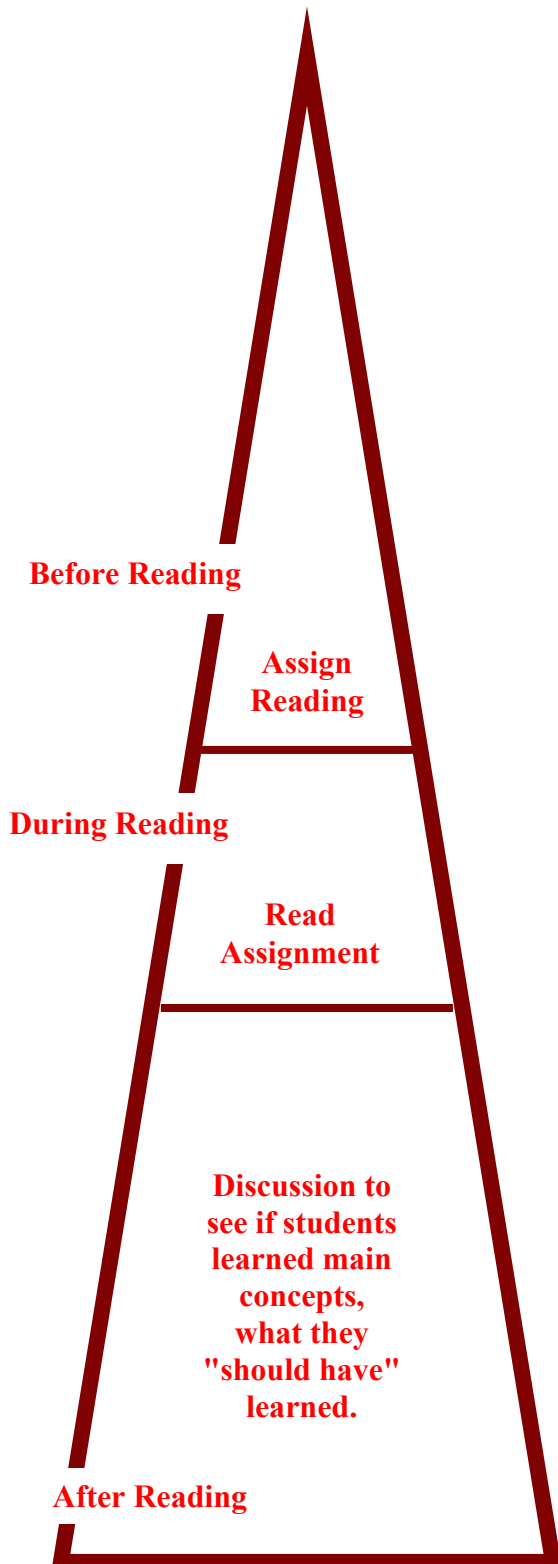 Before Reading
Assign
Reading
During Reading
Read
Assignment
Discussion to
see if students
learned main
concepts,
what they
"should have"
learned.
After Reading